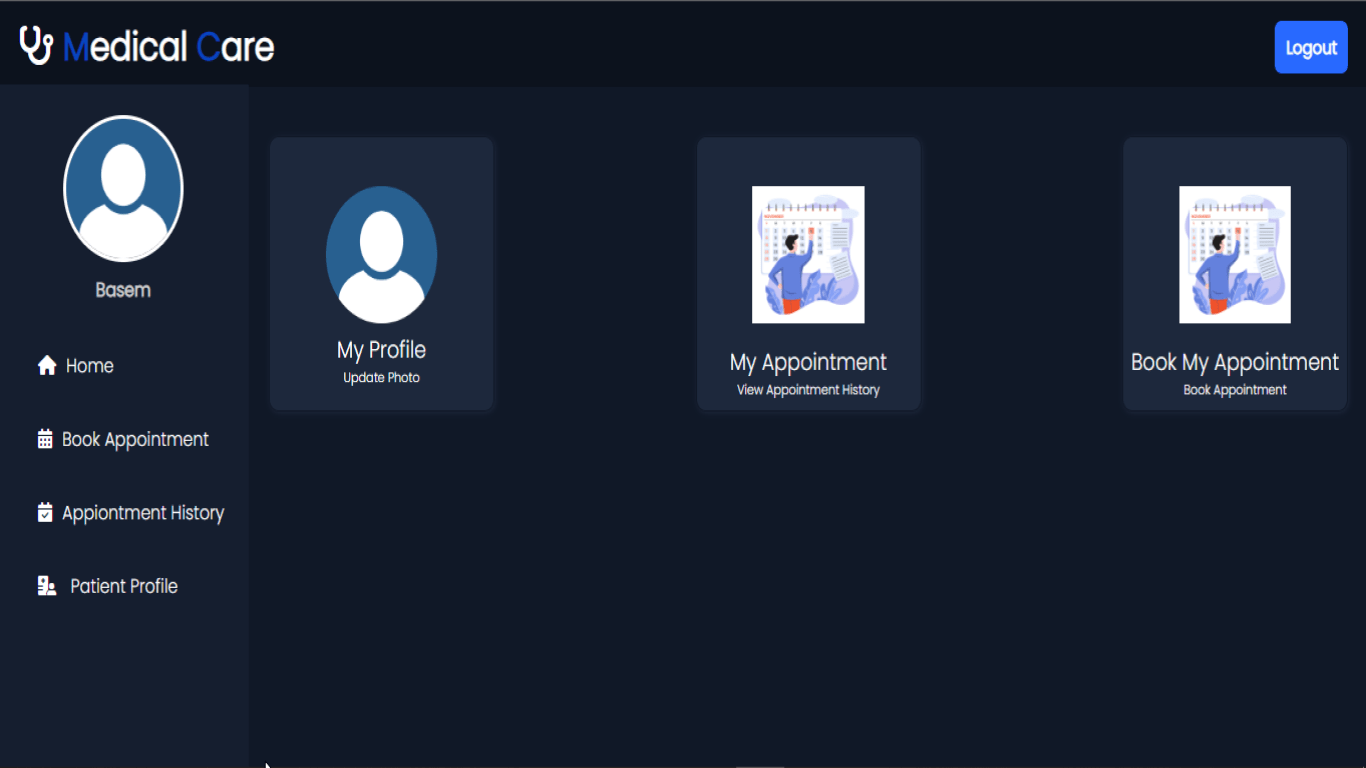 Medical Care
Logout
Basem
Home
Book Appointment
Appiontment History
Patient Profile
My Profile
Update Photo
My Appointment
View Appointment History
Book My Appointment
Book Appointment